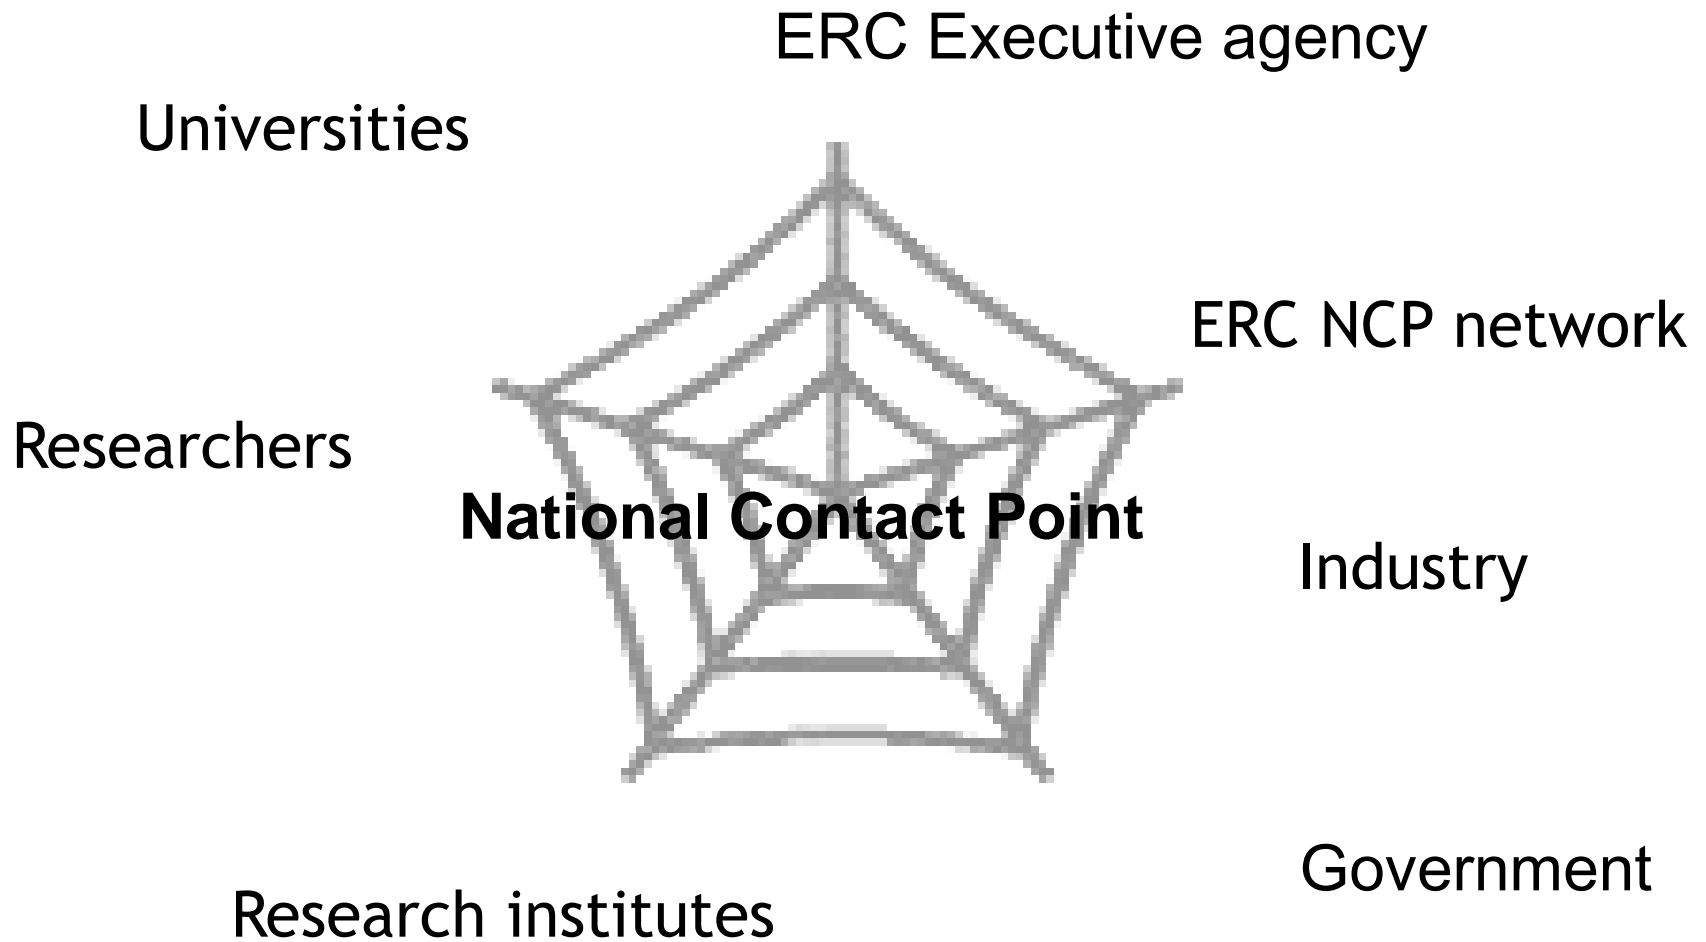 ERC Executive agency
Universities
ERC NCP network
Researchers
National Contact Point
Industry
Government
Research institutes